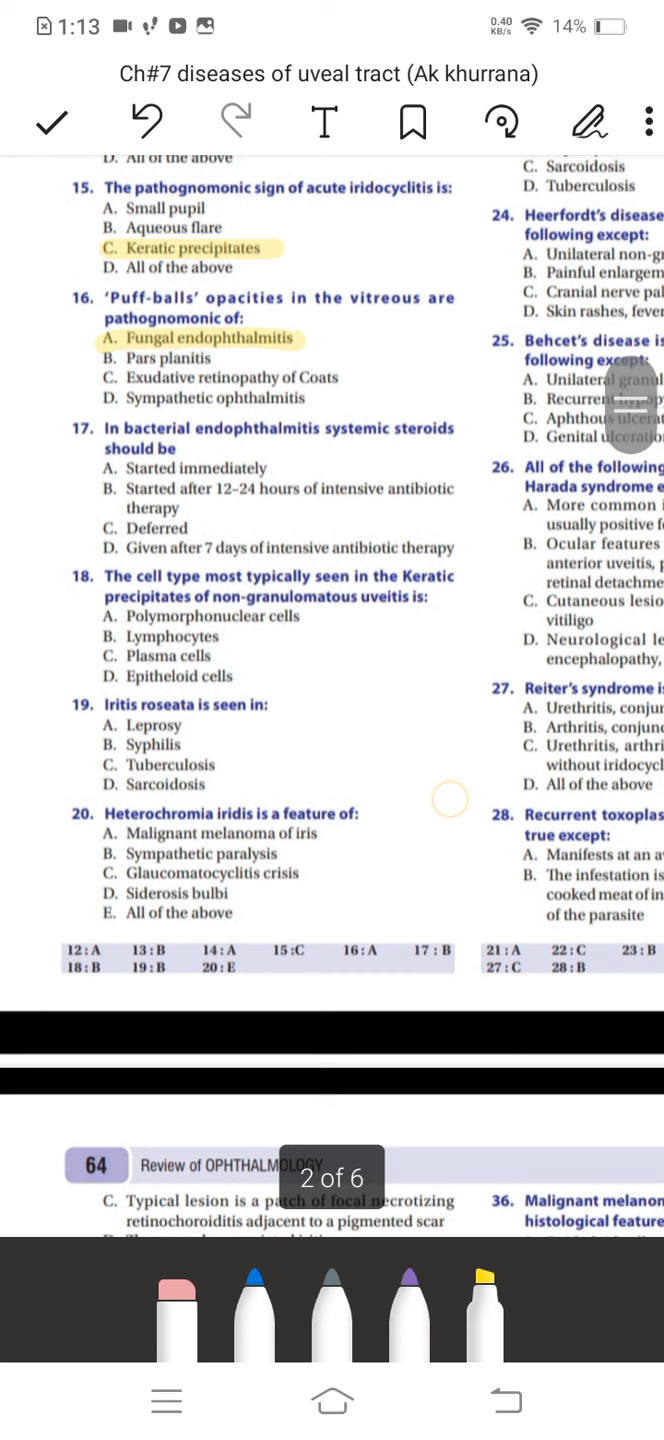 1:13
0.40
KB/s
14%
Ch#7 diseases of uveal tract (Ak khurrana)
T
D. All of the above
15. The pathognomonic sign of acute iridocyclitis is:
A. Small pupil
B. Aqueous flare
C. Keratic precipitates
D. All of the above
16. 'Puff-balls' opacities in the vitreous are
pathognomonic of:
A. Fungal endophthalmitis
B. Pars planitis
C. Exudative retinopathy of Coats
D. Sympathetic ophthalmitis
17. In bacterial endophthalmitis systemic steroids
should be
A. Started immediately
B. Started after 12–24 hours of intensive antibiotic
therapy
C. Deferred
D. Given after 7 days of intensive antibiotic therapy
18. The cell type most typically seen in the Keratic
precipitates of non-granulomatous uveitis is:
A. Polymorphonuclear cells
B. Lymphocytes
C. Plasma cells
D. Epitheloid cells
19. Iritis roseata is seen in:
A. Leprosy
B. Syphilis
C. Tuberculosis
D. Sarcoidosis
20. Heterochromia iridis is a feature of:
A. Malignant melanoma of iris
B. Sympathetic paralysis
C. Glaucomatocyclitis crisis
D. Siderosis bulbi
E. All of the above
12 : A 13 : B 14 : A 15 :C 16 : A 17 : B
18 : B 19 : B 20 : E
C. Sarcoidosis
D. Tuberculosis
24. Heerfordt's disease
following except:
A. Unilateral non-gr
B. Painful enlargem
C. Cranial nerve pal
D. Skin rashes, fever
25. Behcet's disease is
following except:
A. Unilateral granul
B. Recurrent hypop
C. Aphthous ulcerat
D. Genital ulceratio
26. All of the following
Harada syndrome e
A. More common i
usually positive f
B. Ocular features
anterior uveitis, p
retinal detachme
C. Cutaneous lesio
vitiligo
D. Neurological le
encephalopathy,
27. Reiter's syndrome is
A. Urethritis, conjun
B. Arthritis, conjunc
C. Urethritis, arthri
without iridocycl
D. All of the above
28. Recurrent toxoplas
true except:
A. Manifests at an a
B. The infestation is
cooked meat of in
of the parasite
21 : A 22 : C 23 : B
27 : C 28 : B
64 Review of OPHTHALMOLOGY
2 of 6
C. Typical lesion is a patch of focal necrotizing
retinochoroiditis adjacent to a pigmented scar
36. Malignant melanon
histological feature